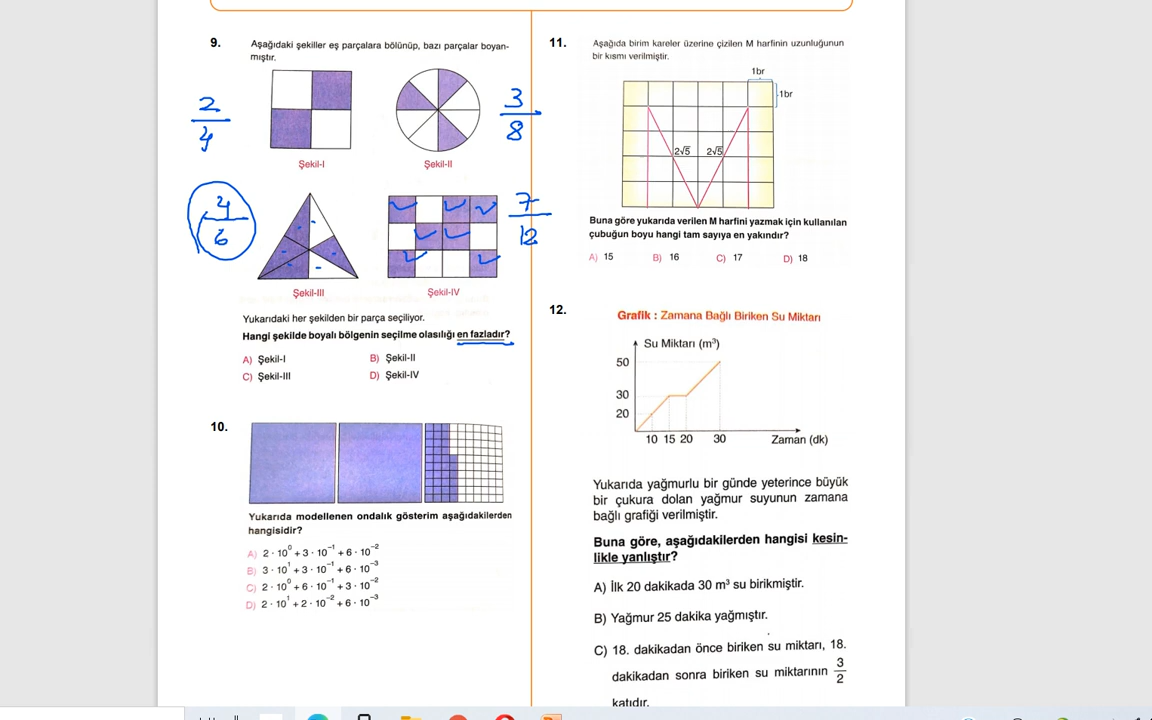 9.
Aşağıdaki şekiller eş parçalara bölünüp, bazı parçalar boyan-
mıştır.
2/4
3/8
Şekil-I
Şekil-II
4/6
7/12
Şekil-III
Şekil-IV
Yukarıdaki her şekilden bir parça seçiliyor.
Hangi şekilde boyalı bölgenin seçilme olasılığı en fazladır?
A) Şekil-I
B) Şekil-II
C) Şekil-III
D) Şekil-IV
10.
Yukarıda modellenen ondalık gösterim aşağıdakilerden
hangisidir?
A) 2 · 10⁰ + 3 · 10⁻¹ + 6 · 10⁻²
B) 3 · 10¹ + 3 · 10⁻¹ + 6 · 10⁻³
C) 2 · 10⁰ + 6 · 10⁻¹ + 3 · 10⁻²
D) 2 · 10¹ + 2 · 10⁻² + 6 · 10⁻³
11.
Aşağıda birim kareler üzerine çizilen M harfinin uzunluğunun
bir kısmı verilmiştir.
1br
1br
2√5 2√5
Buna göre yukarıda verilen M harfini yazmak için kullanılan
çubuğun boyu hangi tam sayıya en yakındır?
A) 15
B) 16
C) 17
D) 18
12.
Grafik : Zamana Bağlı Biriken Su Miktarı
Su Miktarı (m³)
50
30
20
10 15 20 30
Zaman (dk)
Yukarıda yağmurlu bir günde yeterince büyük
bir çukura dolan yağmur suyunun zamana
bağlı grafiği verilmiştir.
Buna göre, aşağıdakilerden hangisi kesin-
likle yanlıştır?
A) İlk 20 dakikada 30 m³ su birikmiştir.
B) Yağmur 25 dakika yağmıştır.
C) 18. dakikadan önce biriken su miktarı, 18.
dakikadan sonra biriken su miktarının 3/2
katıdır.